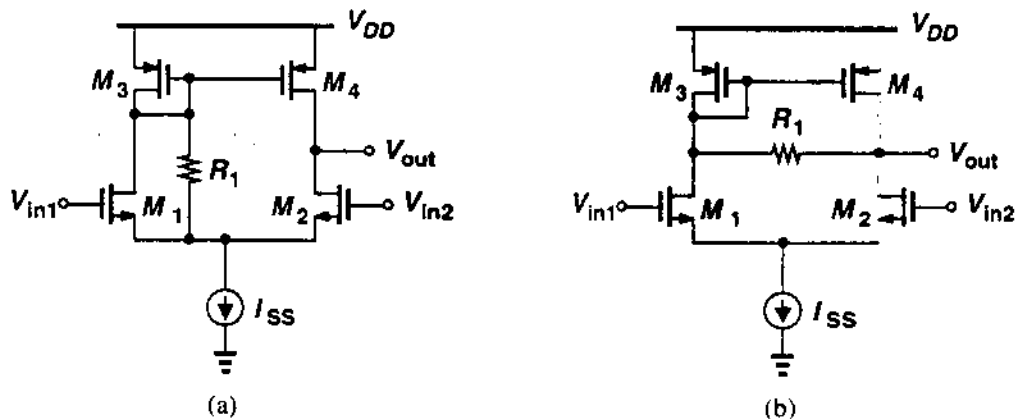 V_DD
M_3
M_4
R_1
V_out
V_in1
M_1
M_2
V_in2
I_SS
(a)
V_DD
M_3
M_4
R_1
V_out
V_in1
M_1
M_2
V_in2
I_SS
(b)